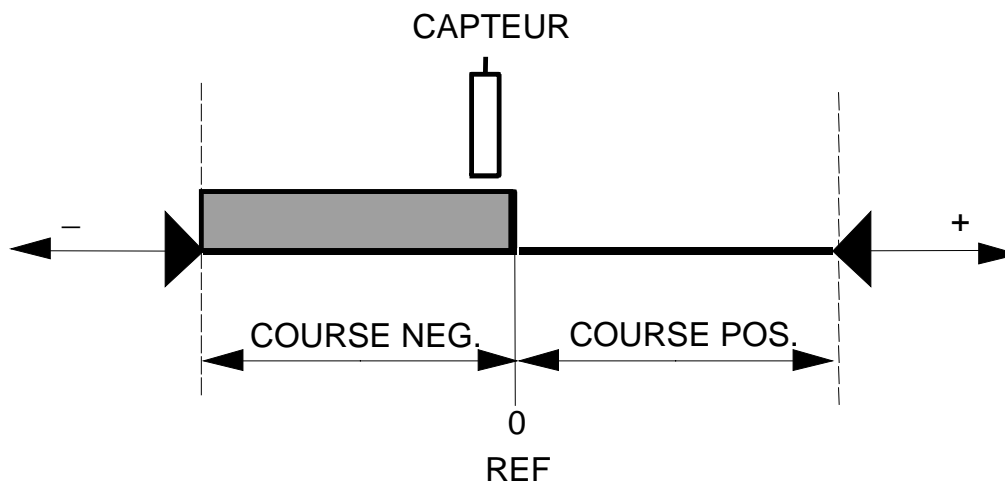 CAPTEUR
– +
COURSE NEG. COURSE POS.
0
REF